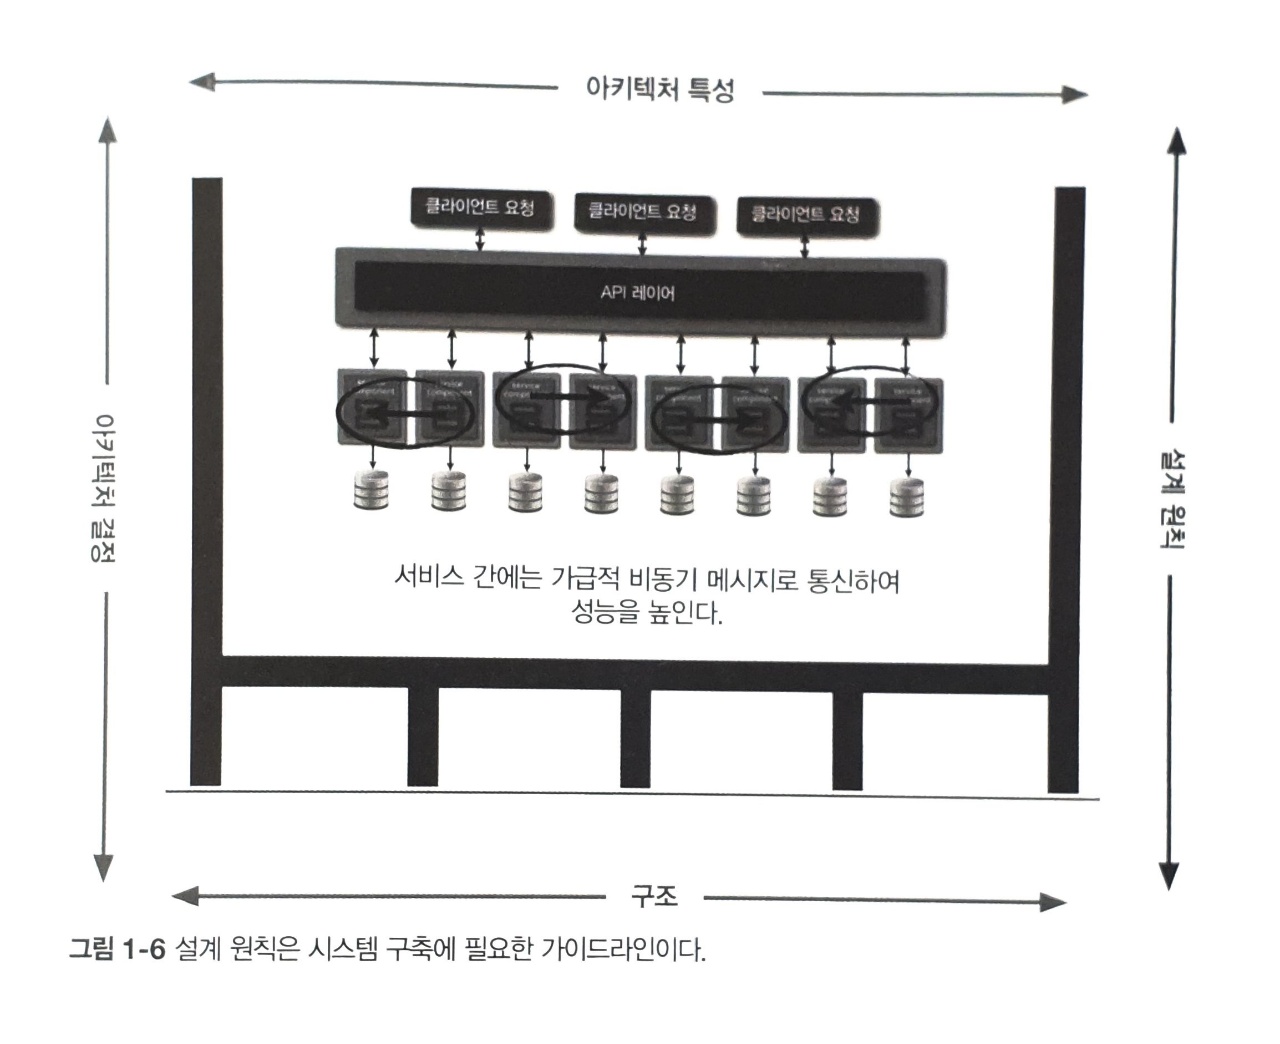 아키텍처 특성
클라이언트 요청
클라이언트 요청
클라이언트 요청
API 레이어
service
service
아키텍처 결정
설계 원칙
서비스 간에는 가급적 비동기 메시지로 통신하여
성능을 높인다.
구조
그림 1-6 설계 원칙은 시스템 구축에 필요한 가이드라인이다.